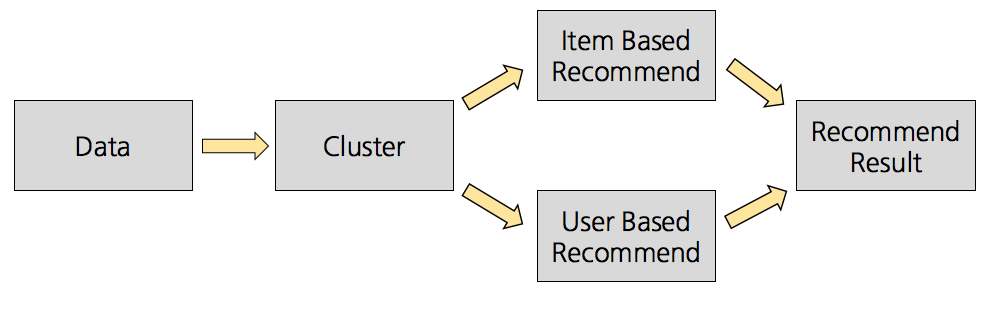 Data
Cluster
Item Based
Recommend
User Based
Recommend
Recommend
Result